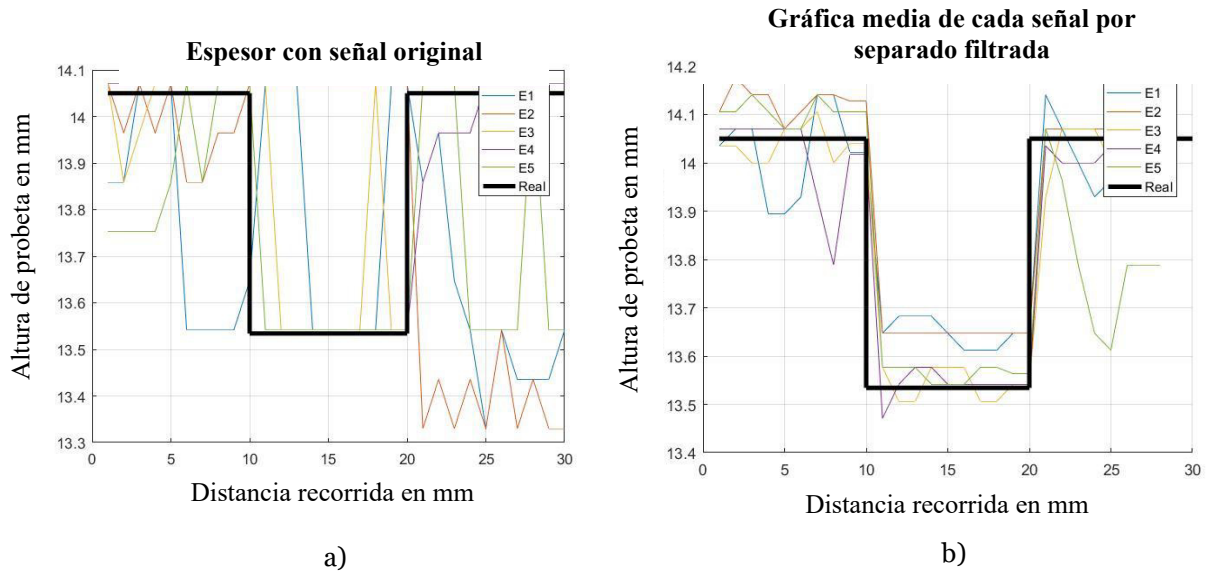 Espesor con señal original
14.1
14
13.9
13.8
13.7
13.6
13.5
13.4
13.3
Altura de probeta en mm
E1
E2
E3
E4
E5
Real
0 5 10 15 20 25 30
Distancia recorrida en mm
a)
Gráfica media de cada señal por
separado filtrada
14.2
14.1
14
13.9
13.8
13.7
13.6
13.5
13.4
Altura de probeta en mm
E1
E2
E3
E4
E5
Real
0 5 10 15 20 25 30
Distancia recorrida en mm
b)